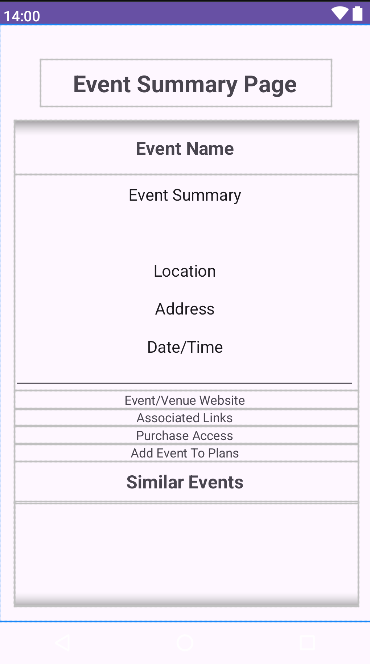 14:00
Event Summary Page
Event Name
Event Summary
Location
Address
Date/Time
Event/Venue Website
Associated Links
Purchase Access
Add Event To Plans
Similar Events